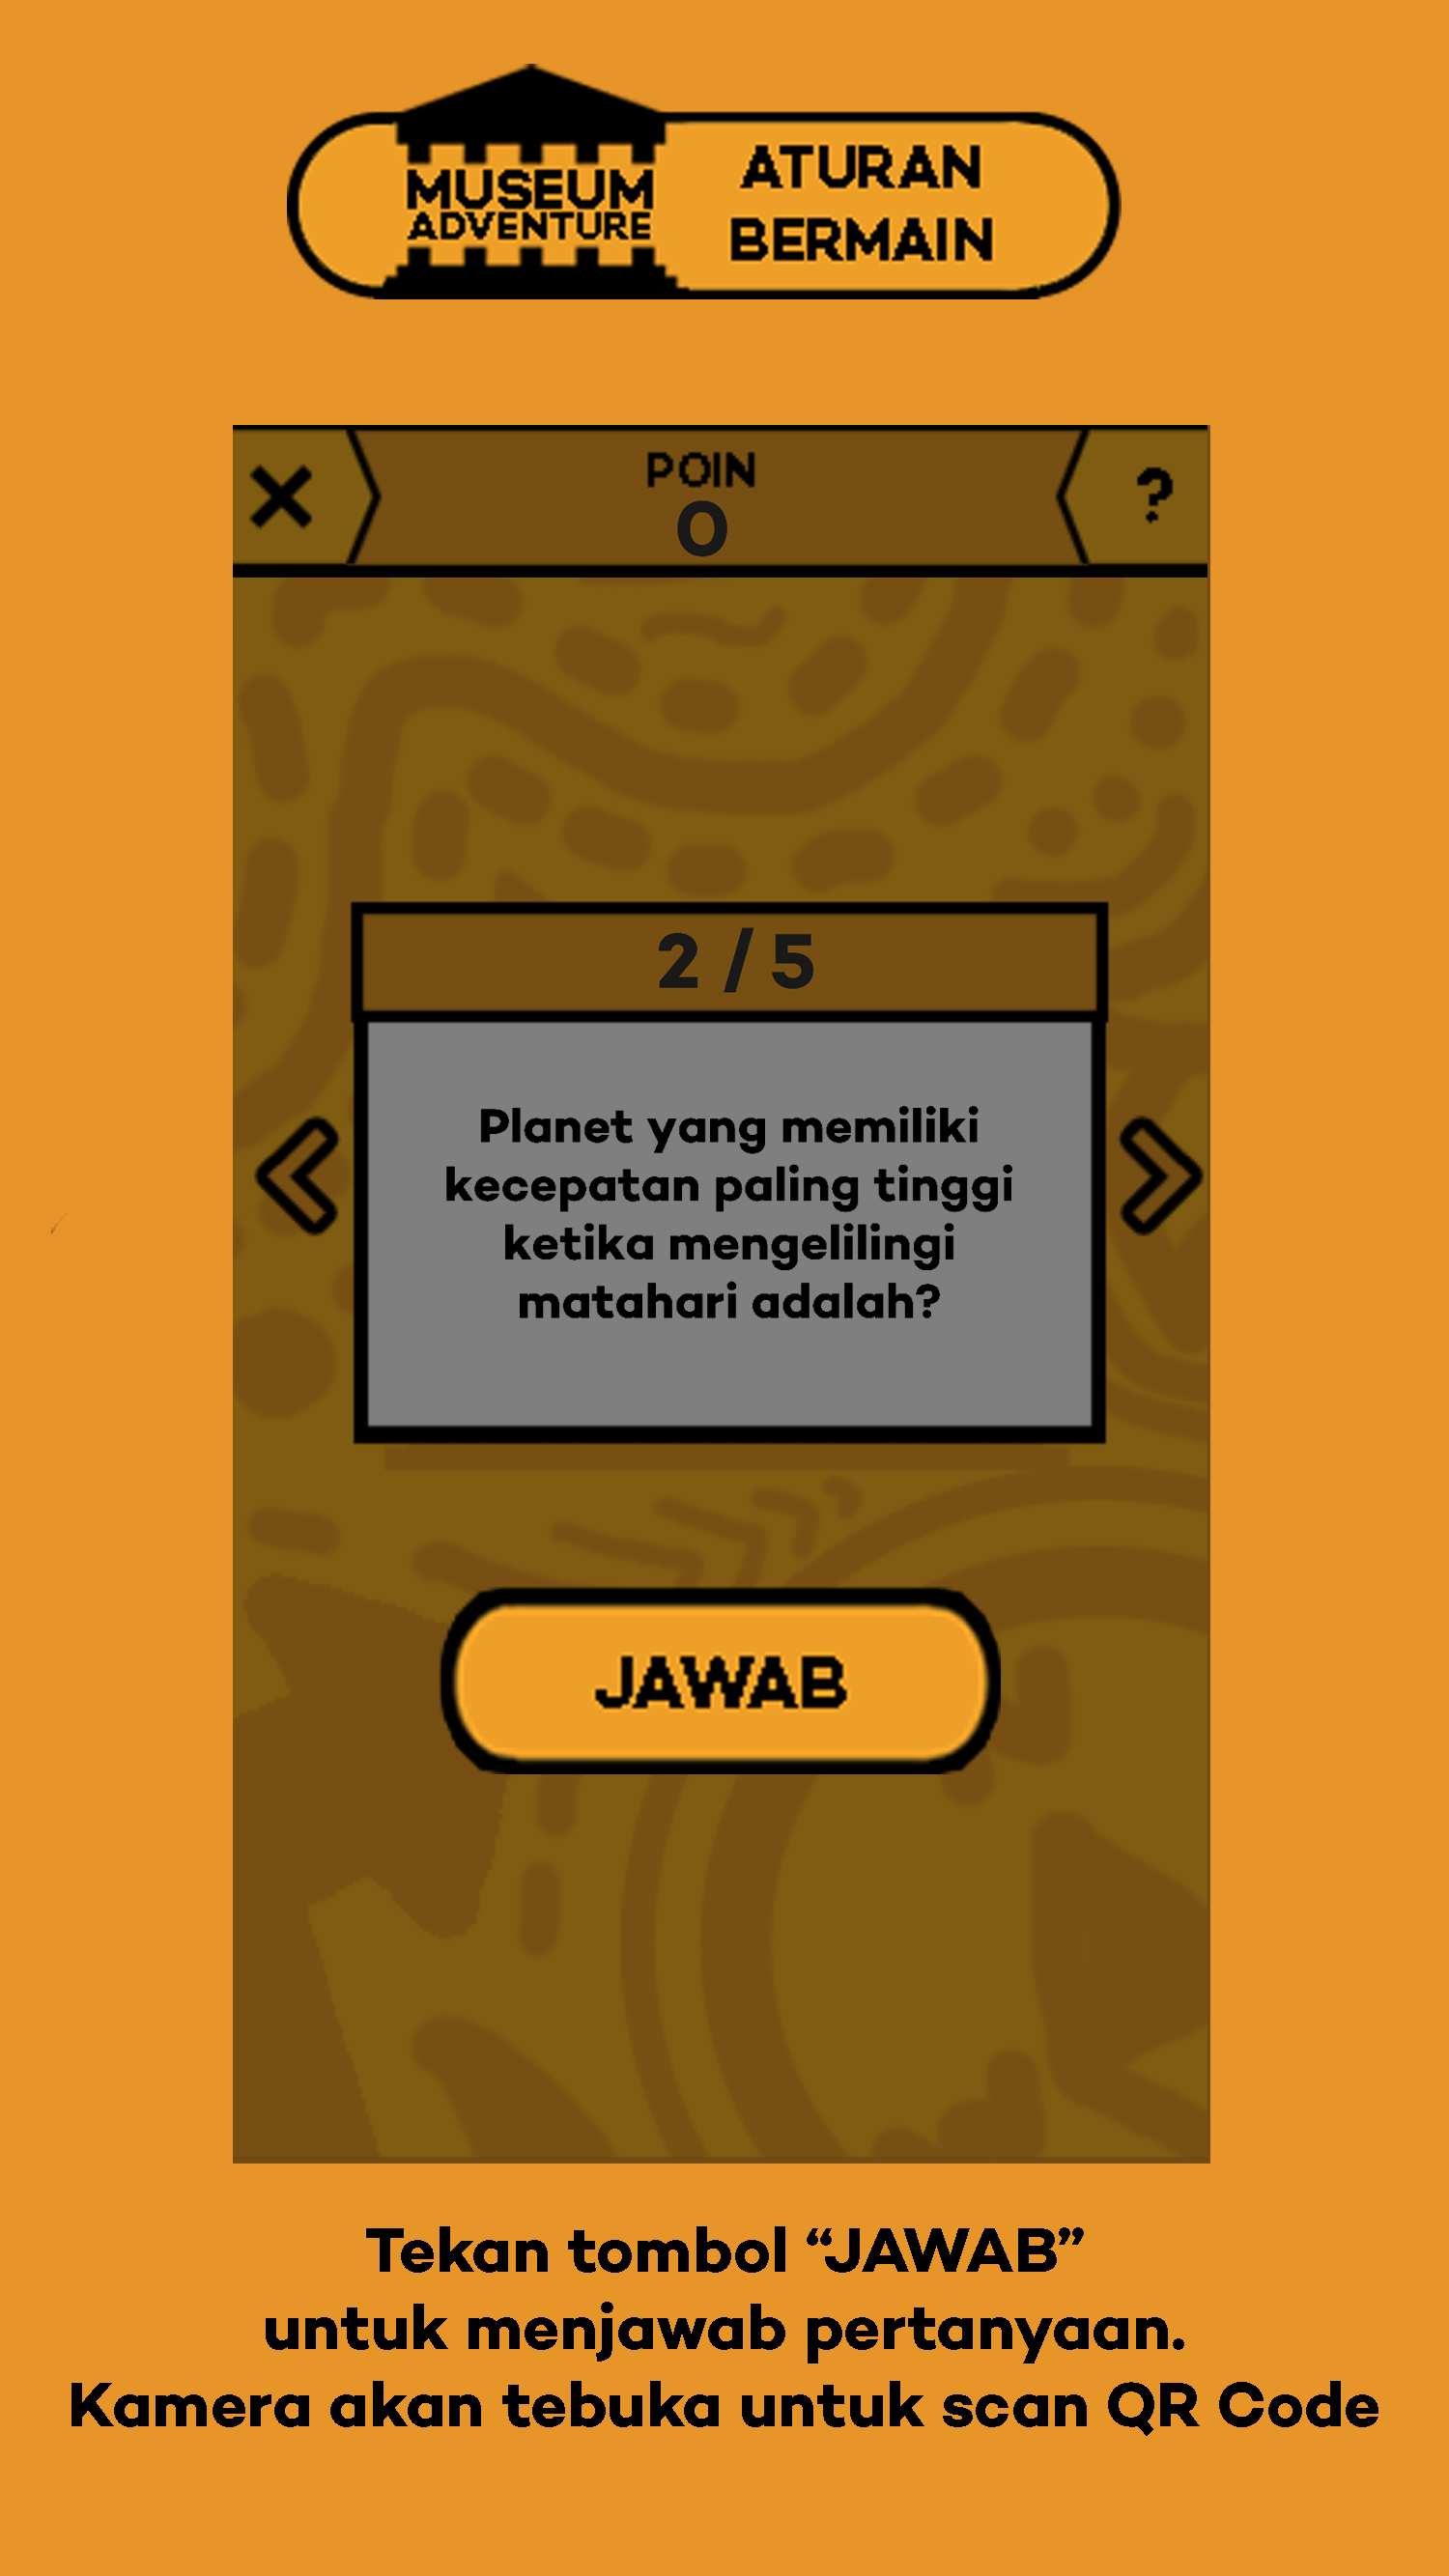 MUSEUM
ADVENTURE
ATURAN
BERMAIN
POIN
0
?
2 / 5
Planet yang memiliki
kecepatan paling tinggi
ketika mengelilingi
matahari adalah?
JAWAB
Tekan tombol “JAWAB”
untuk menjawab pertanyaan.
Kamera akan tebuka untuk scan QR Code